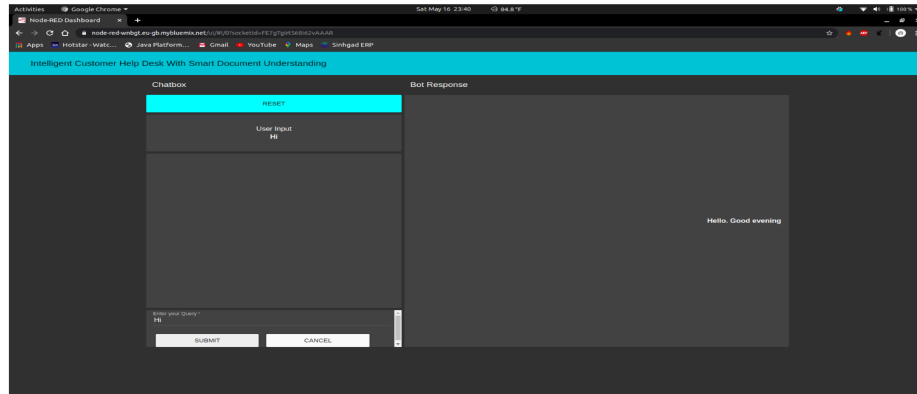 Activities Google Chrome Sat May 16 23:40 84.8°F 100%
Node-RED Dashboard
Apps Hotstar - Watc... Java Platform... Gmail YouTube Maps Sinhgad ERP
Intelligent Customer Help Desk With Smart Document Understanding
Chatbox Bot Response
RESET
User Input
Hi
Hello. Good evening
Enter your Query *
Hi
SUBMIT CANCEL